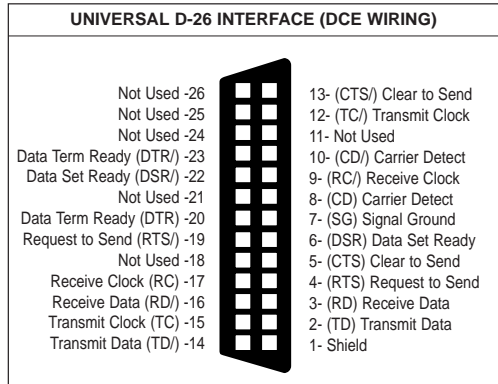 UNIVERSAL D-26 INTERFACE (DCE WIRING)
Not Used -26
Not Used -25
Not Used -24
Data Term Ready (DTR/) -23
Data Set Ready (DSR/) -22
Not Used -21
Data Term Ready (DTR) -20
Request to Send (RTS/) -19
Not Used -18
Receive Clock (RC) -17
Receive Data (RD/) -16
Transmit Clock (TC) -15
Transmit Data (TD/) -14
13- (CTS/) Clear to Send
12- (TC/) Transmit Clock
11- Not Used
10- (CD/) Carrier Detect
9- (RC/) Receive Clock
8- (CD) Carrier Detect
7- (SG) Signal Ground
6- (DSR) Data Set Ready
5- (CTS) Clear to Send
4- (RTS) Request to Send
3- (RD) Receive Data
2- (TD) Transmit Data
1- Shield